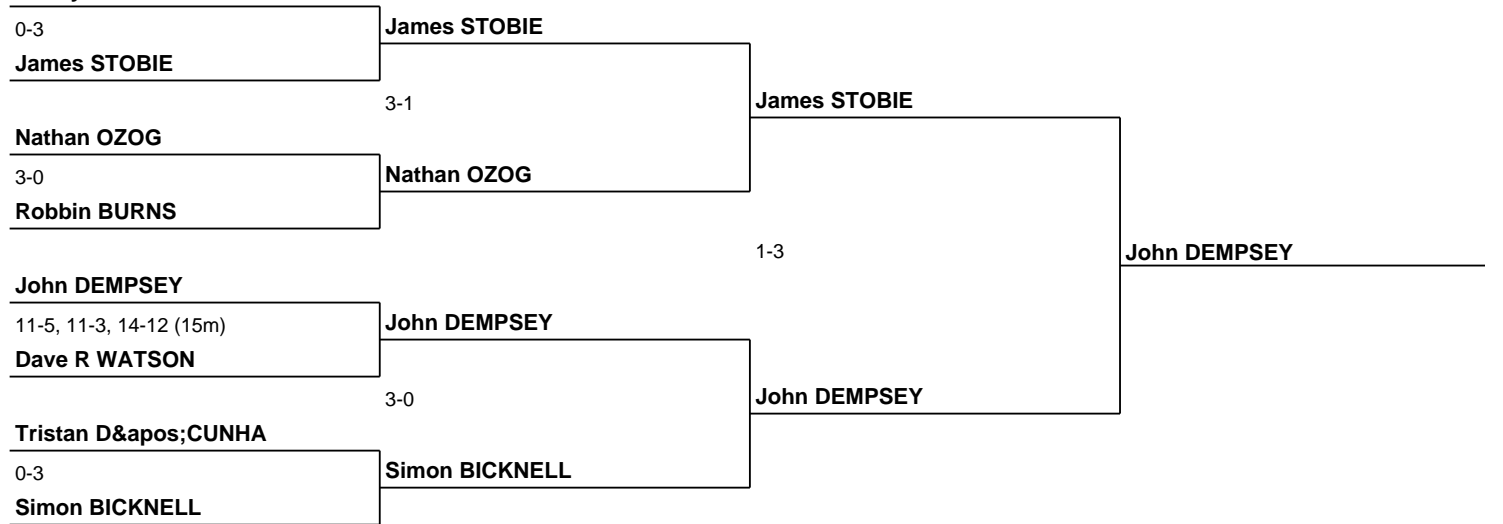 0-3
James STOBIE
James STOBIE
3-1
Nathan OZOG
3-0
Robbin BURNS
Nathan OZOG
James STOBIE
1-3
John DEMPSEY
John DEMPSEY
11-5, 11-3, 14-12 (15m)
Dave R WATSON
John DEMPSEY
3-0
Tristan D&apos;CUNHA
0-3
Simon BICKNELL
Simon BICKNELL
John DEMPSEY